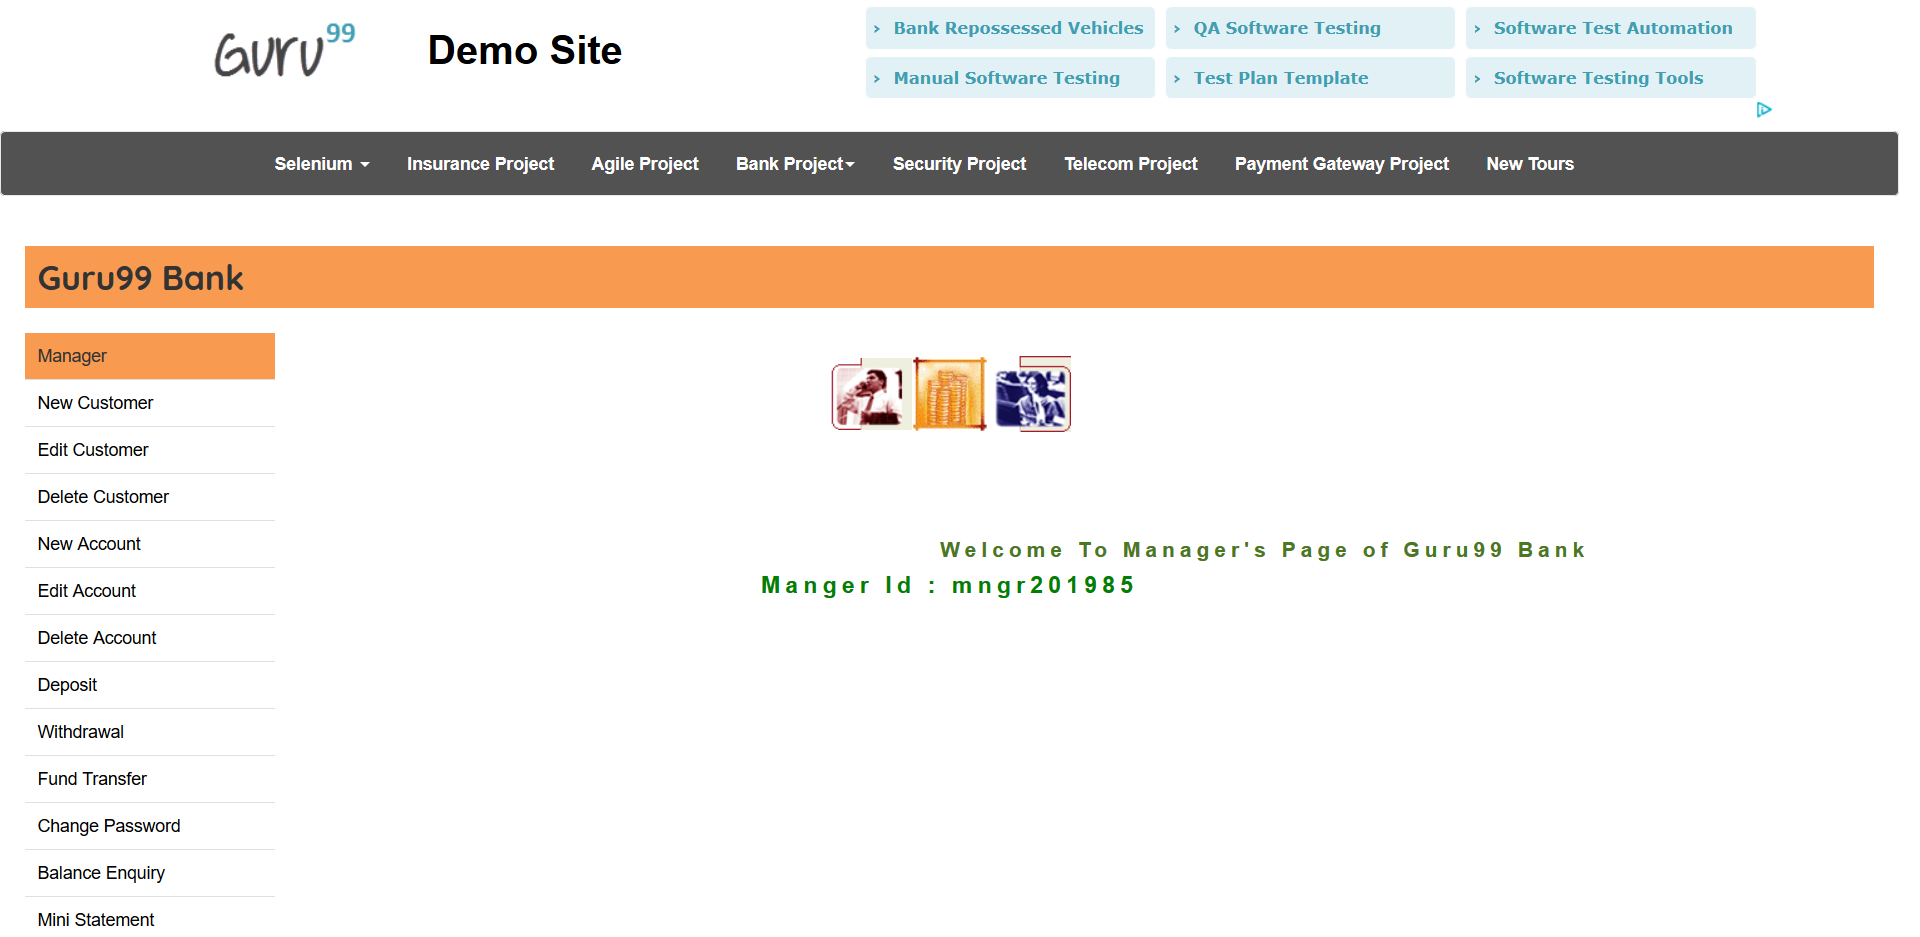 Guru99
Demo Site
› Bank Repossessed Vehicles
› QA Software Testing
› Software Test Automation
› Manual Software Testing
› Test Plan Template
› Software Testing Tools
Selenium Insurance Project Agile Project Bank Project Security Project Telecom Project Payment Gateway Project New Tours
Guru99 Bank
Manager
New Customer
Edit Customer
Delete Customer
New Account
Edit Account
Delete Account
Deposit
Withdrawal
Fund Transfer
Change Password
Balance Enquiry
Mini Statement
Welcome To Manager's Page of Guru99 Bank
Manger Id : mngr201985